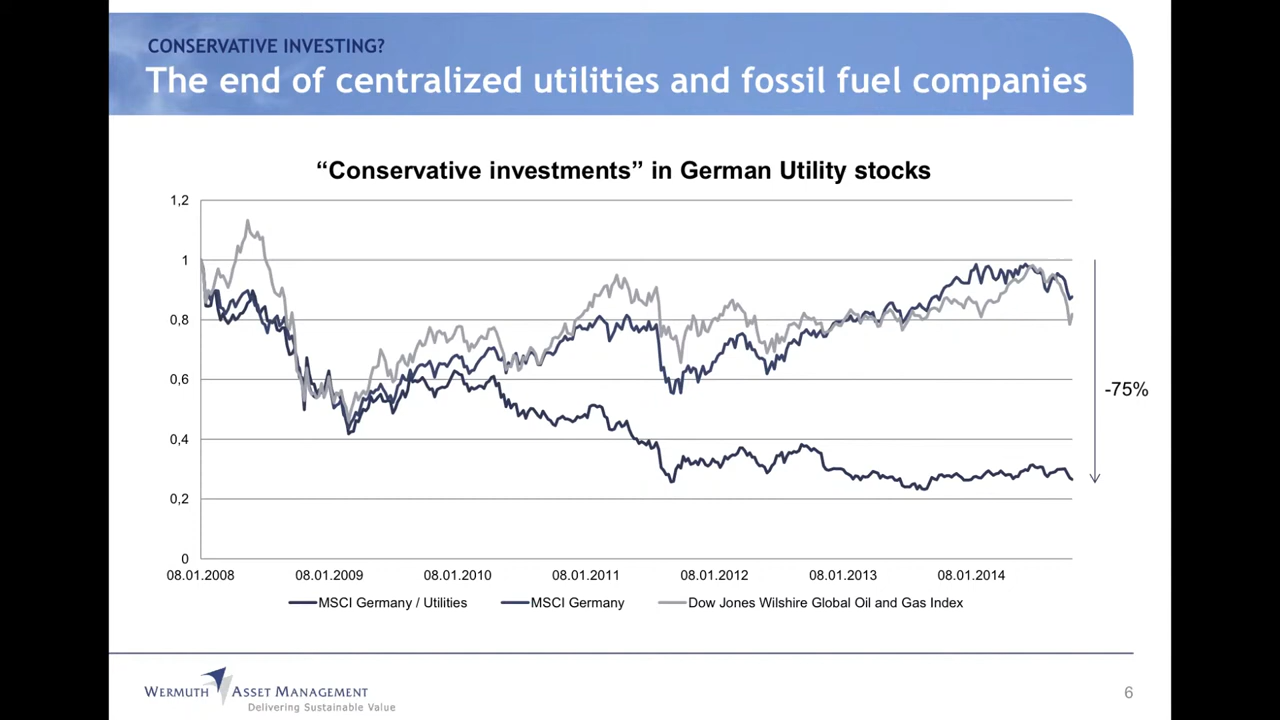 CONSERVATIVE INVESTING?
The end of centralized utilities and fossil fuel companies
“Conservative investments” in German Utility stocks
1,2
1
0,8
0,6
0,4
0,2
0
-75%
08.01.2008 08.01.2009 08.01.2010 08.01.2011 08.01.2012 08.01.2013 08.01.2014
MSCI Germany / Utilities MSCI Germany Dow Jones Wilshire Global Oil and Gas Index
WERMUTH ASSET MANAGEMENT
Delivering Sustainable Value
6